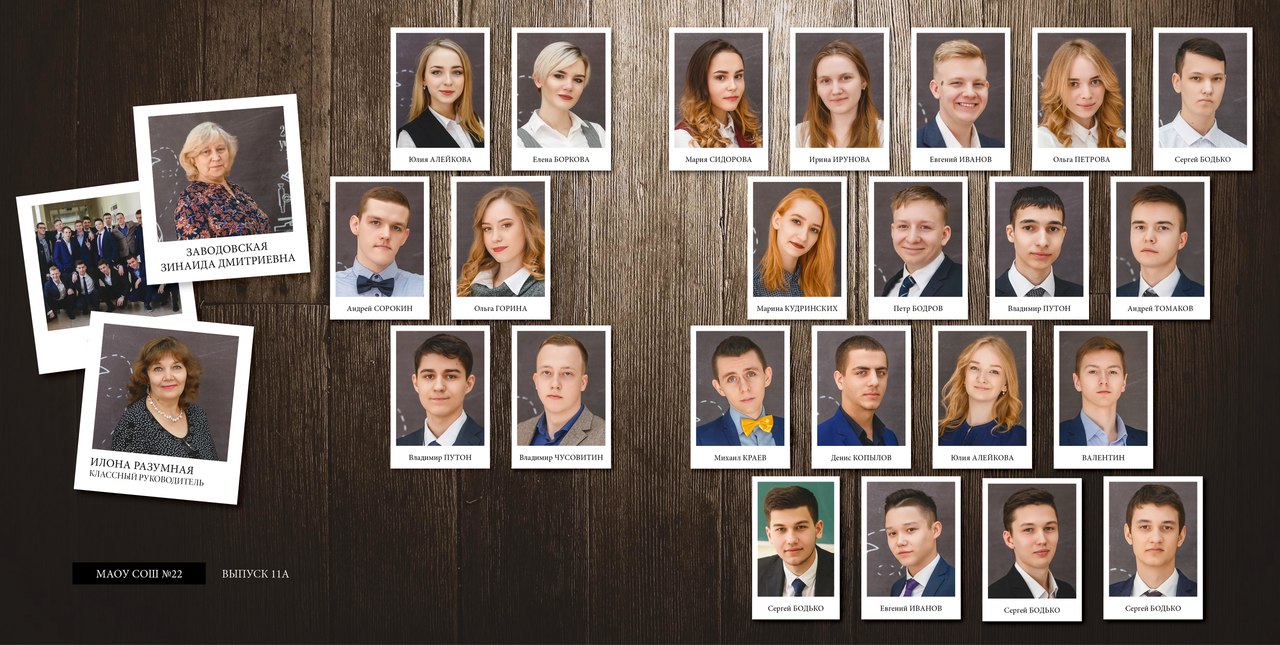 ЗАВОДОВСКАЯ
ЗИНАИДА ДМИТРИЕВНА
ИЛОНА РАЗУМНАЯ
КЛАССНЫЙ РУКОВОДИТЕЛЬ
МАОУ СОШ №22
ВЫПУСК 11А
Юлия АЛЕЙКОВА
Елена БОРКОВА
Мария СИДОРОВА
Ирина ИРУНОВА
Евгений ИВАНОВ
Ольга ПЕТРОВА
Сергей БОДЬКО
Андрей СОРОКИН
Ольга ГОРИНА
Марина КУДРИНСКИХ
Петр БОДРОВ
Владимир ПУТОН
Андрей ТОМАКОВ
Владимир ПУТОН
Владимир ЧУСОВИТИН
Михаил КРАЕВ
Денис КОПЫЛОВ
Юлия АЛЕЙКОВА
ВАЛЕНТИН
Сергей БОДЬКО
Евгений ИВАНОВ
Сергей БОДЬКО
Сергей БОДЬКО